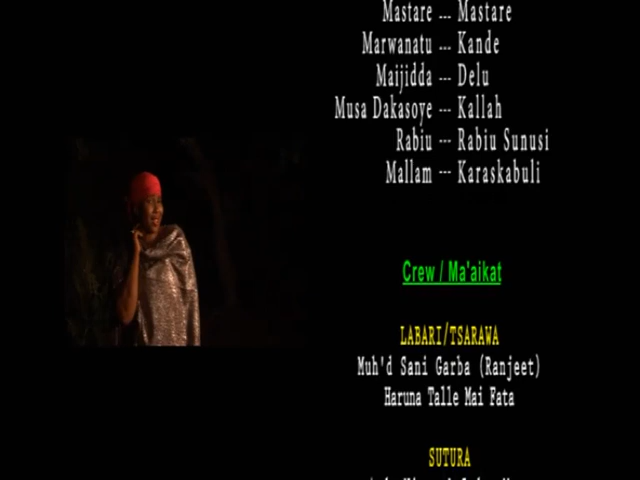 Mastare --- Mastare
Marwanatu --- Kande
Maijidda --- Delu
Musa Dakasoye --- Kallah
Rabiu --- Rabiu Sunusi
Mallam --- Karaskabuli
Crew / Ma'aikat
LABARI/TSARAWA
Muh'd Sani Garba (Ranjeet)
Haruna Talle Mai Fata
SUTURA